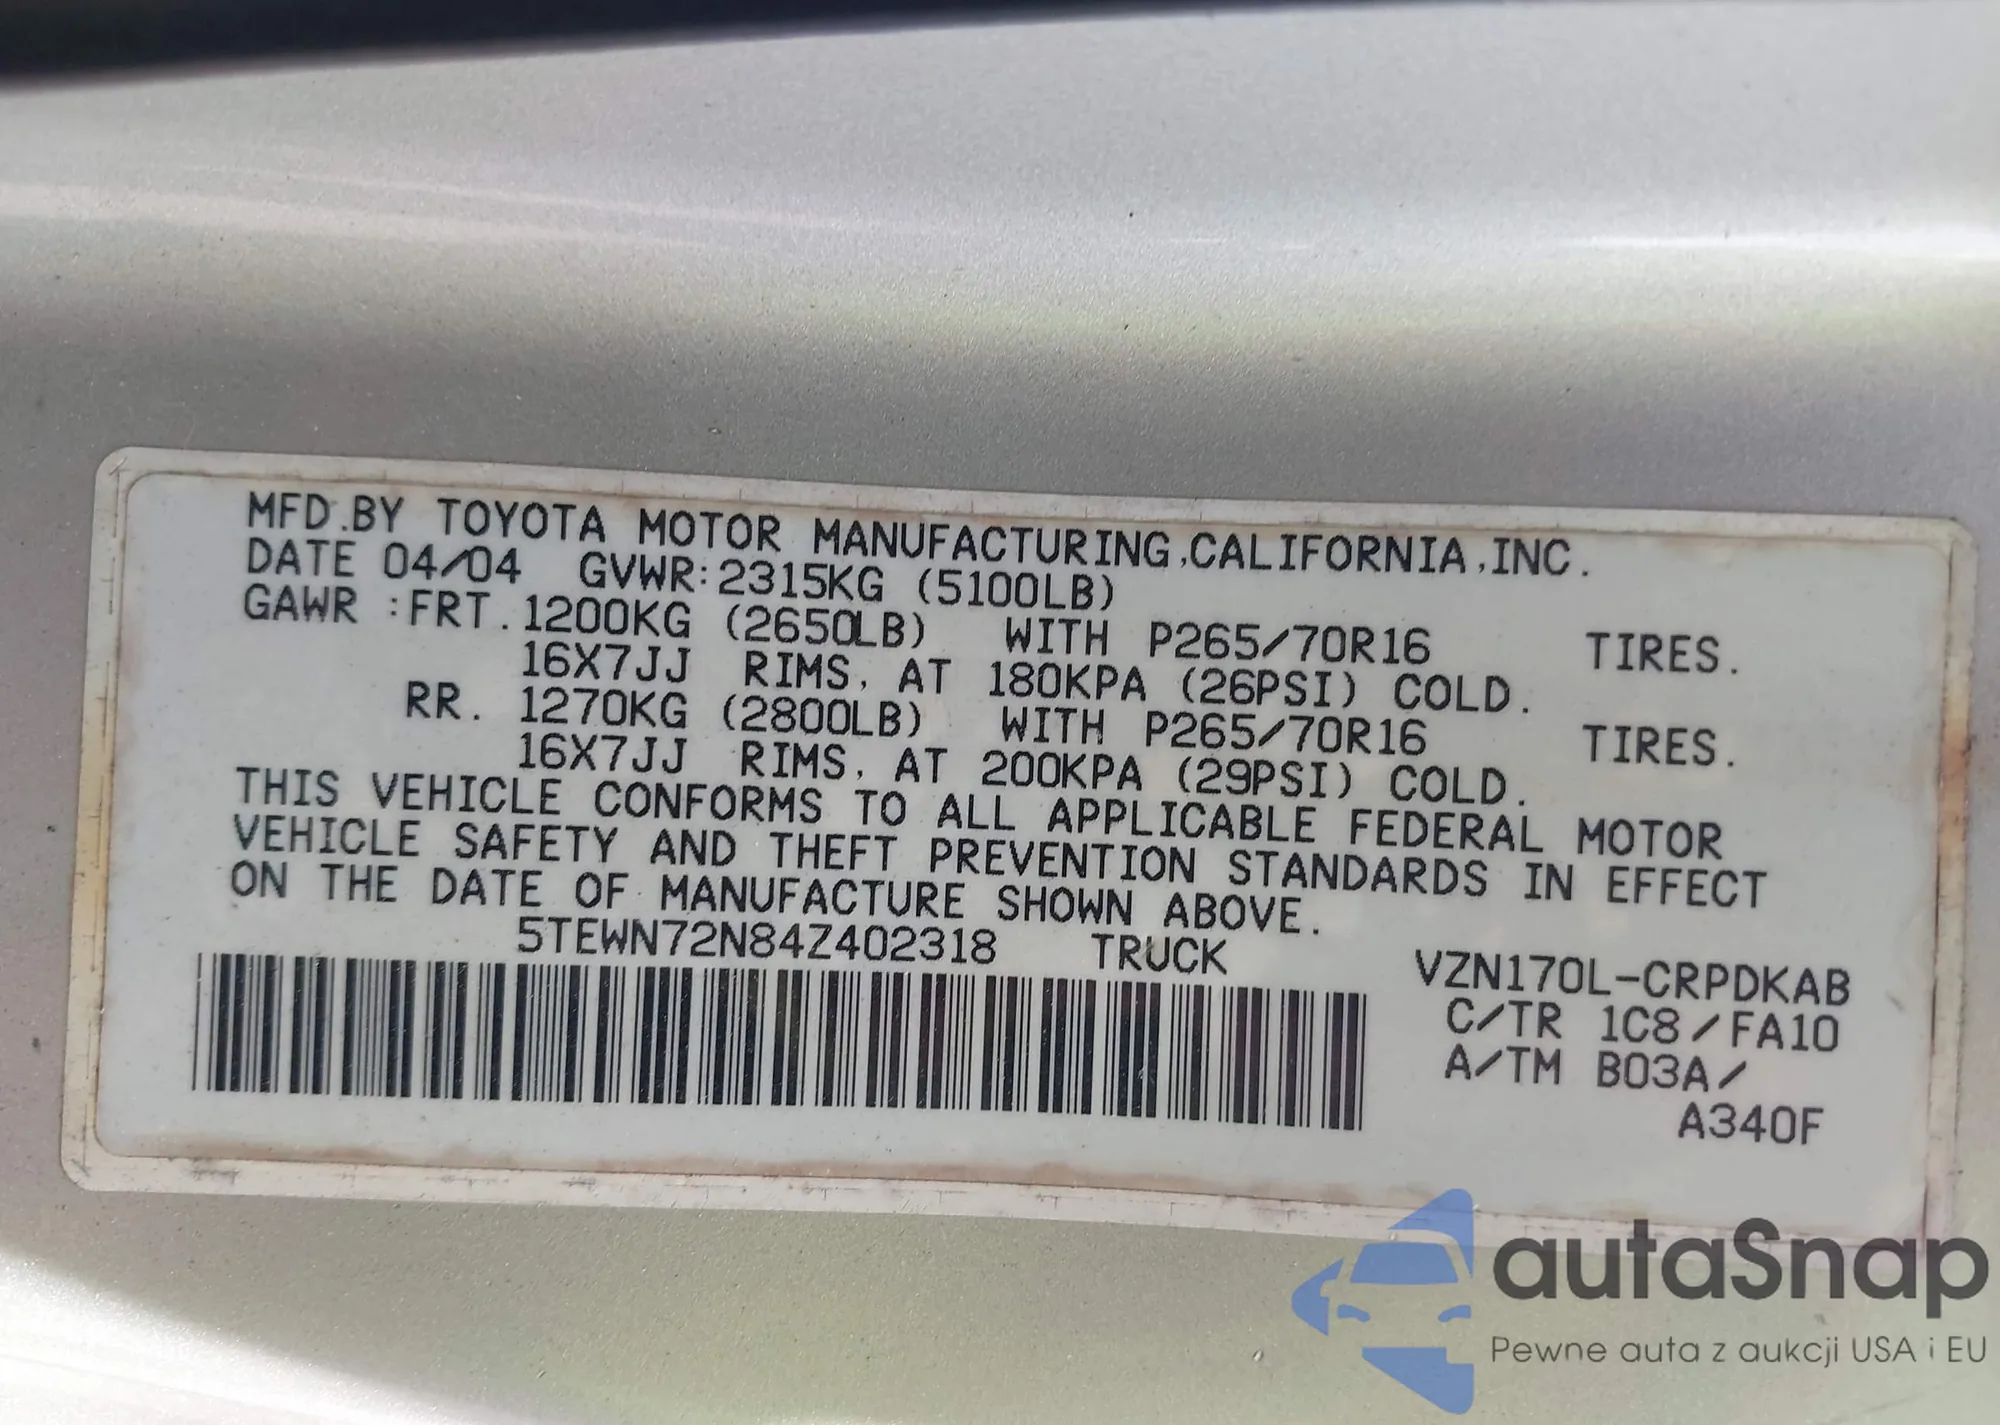 MFD.BY TOYOTA MOTOR MANUFACTURING,CALIFORNIA,INC.
DATE 04/04 GVWR:2315KG (5100LB)
GAWR :FRT. 1200KG (2650LB) WITH P265/70R16 TIRES.
16X7JJ RIMS, AT 180KPA (26PSI) COLD.
RR. 1270KG (2800LB) WITH P265/70R16 TIRES.
16X7JJ RIMS, AT 200KPA (29PSI) COLD.
THIS VEHICLE CONFORMS TO ALL APPLICABLE FEDERAL MOTOR
VEHICLE SAFETY AND THEFT PREVENTION STANDARDS IN EFFECT
ON THE DATE OF MANUFACTURE SHOWN ABOVE.
5TEWN72N84Z402318 TRUCK
VZN170L-CRPDKAB
C/TR 1C8/FA10
A/TM B03A/
A340F
autaSnap
Pewne auta z aukcji USA i EU